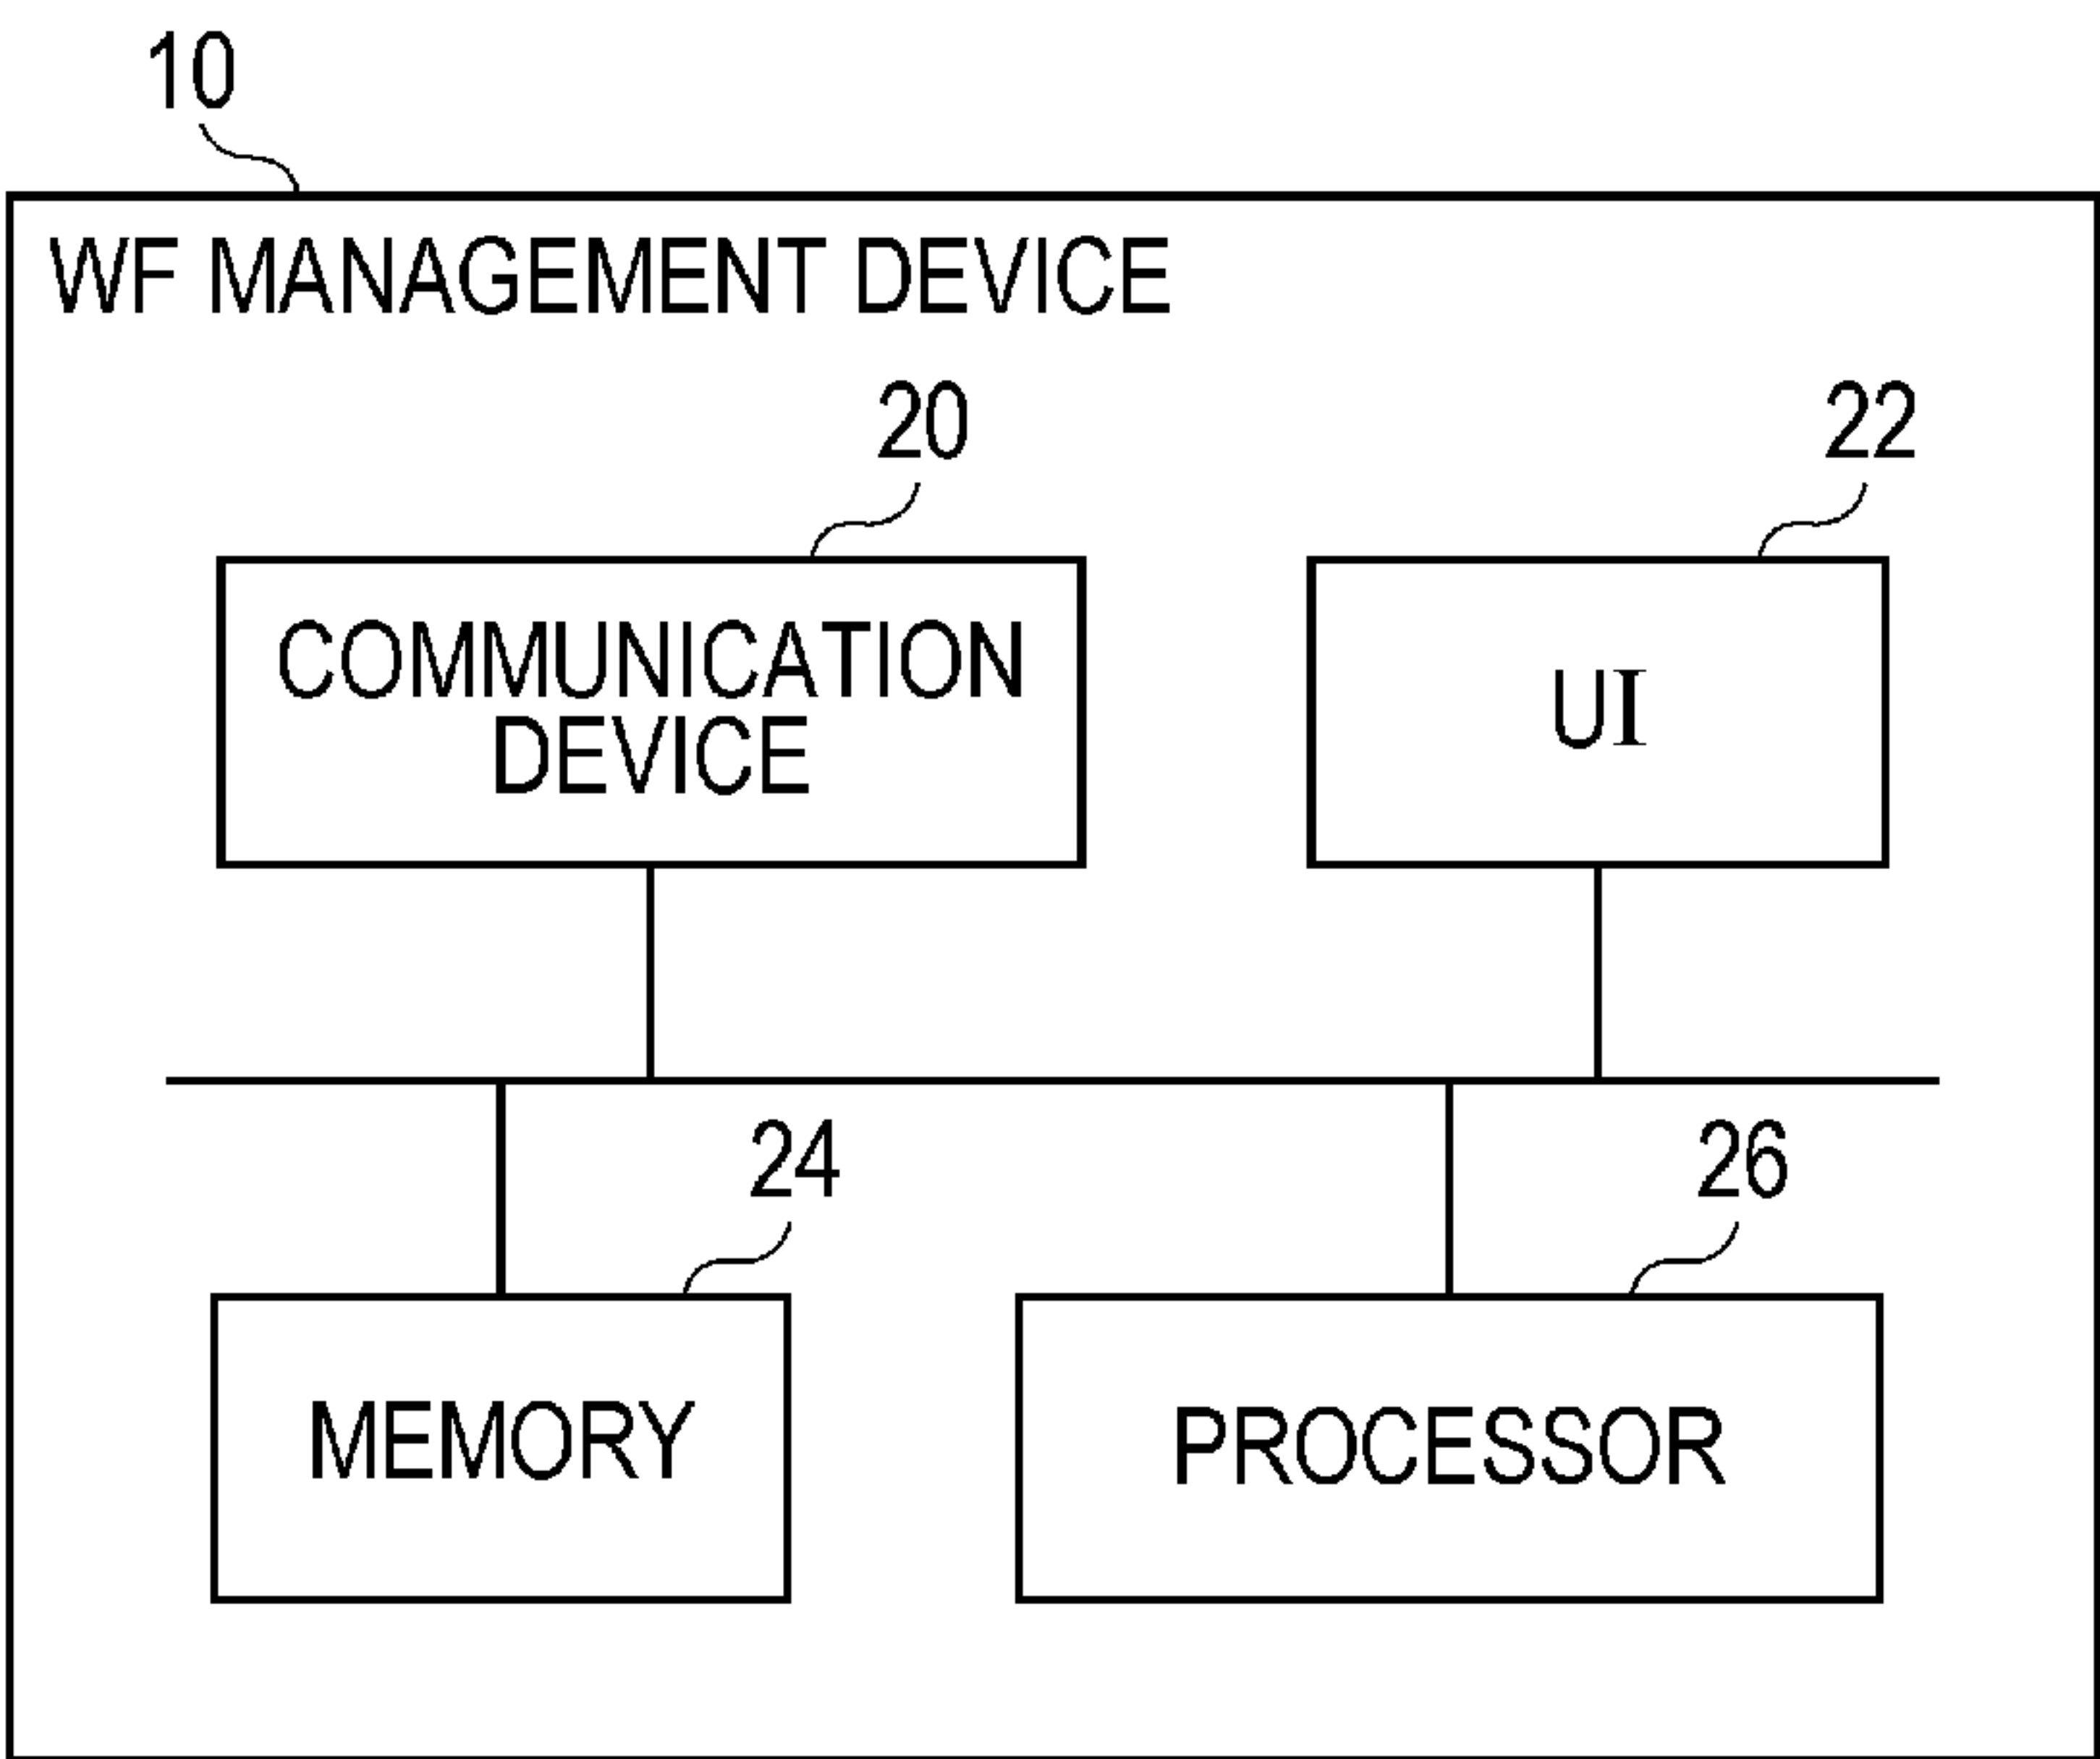 10
WF MANAGEMENT DEVICE
20
22
COMMUNICATION
DEVICE
UI
24
26
MEMORY
PROCESSOR